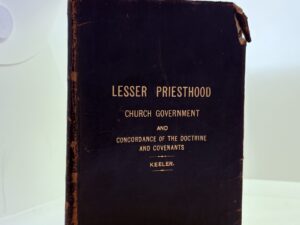 LESSER PRIESTHOOD
CHURCH GOVERNMENT
AND
CONCORDANCE OF THE DOCTRINE
AND COVENANTS
KEELER.